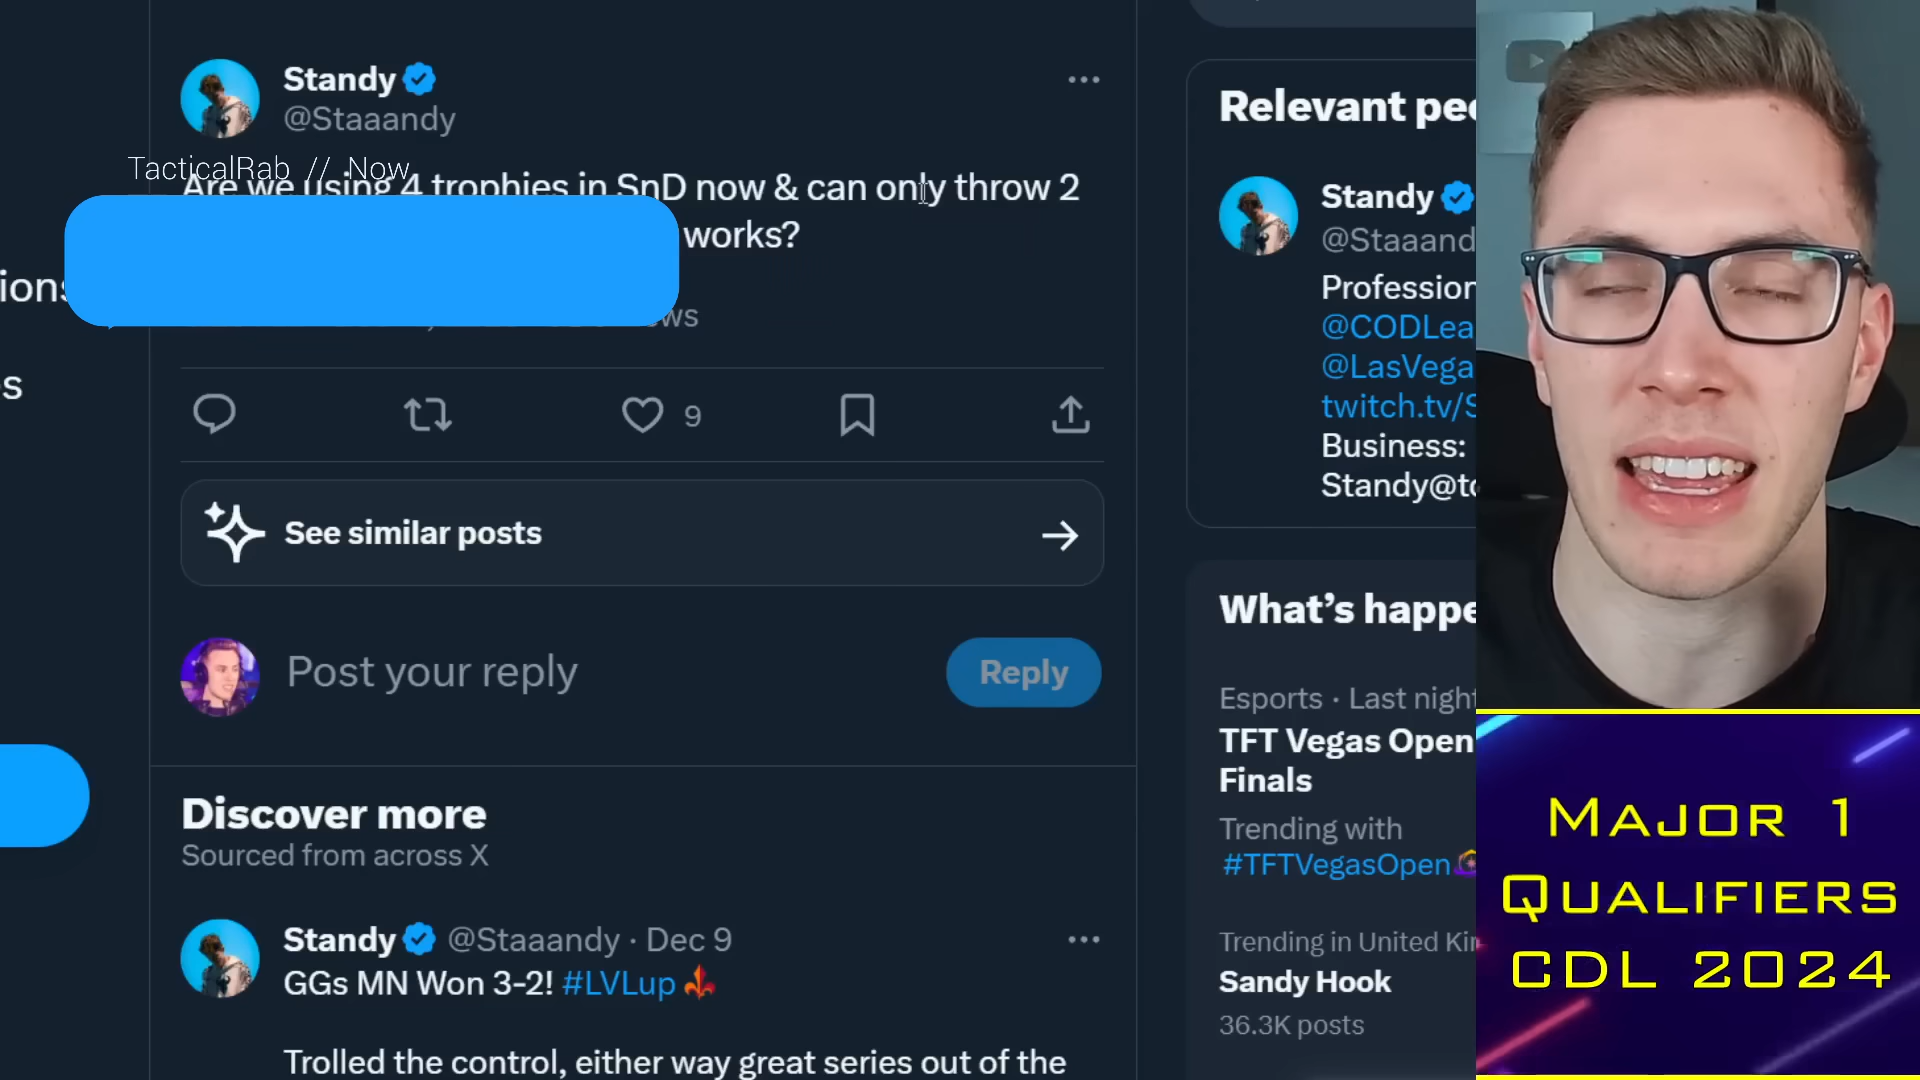 Standy
@Staaandy
TacticalRab // Now
Are we using 4 trophies in SnD now & can only throw 2
works?
ions
s
9
See similar posts
Post your reply
Reply
Discover more
Sourced from across X
Standy @Staaandy · Dec 9
GGs MN Won 3-2! #LVLup
Trolled the control, either way great series out of the
Relevant peo
Standy
@Staaand
Profession
@CODLea
@LasVega
twitch.tv/S
Business:
Standy@to
What's happe
Esports · Last night
TFT Vegas Open
Finals
Trending with
#TFTVegasOpen
Trending in United Kin
Sandy Hook
36.3K posts
Major 1
Qualifiers
CDL 2024